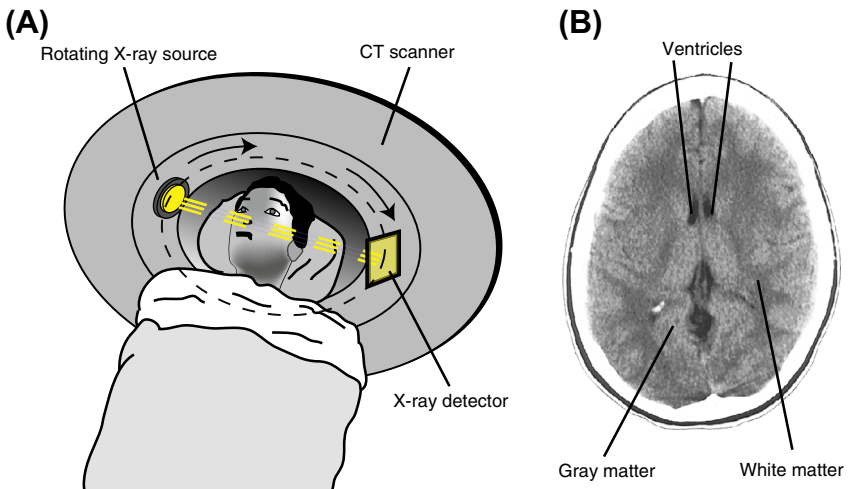 (A)
Rotating X-ray source
CT scanner
X-ray detector
(B)
Ventricles
Gray matter
White matter